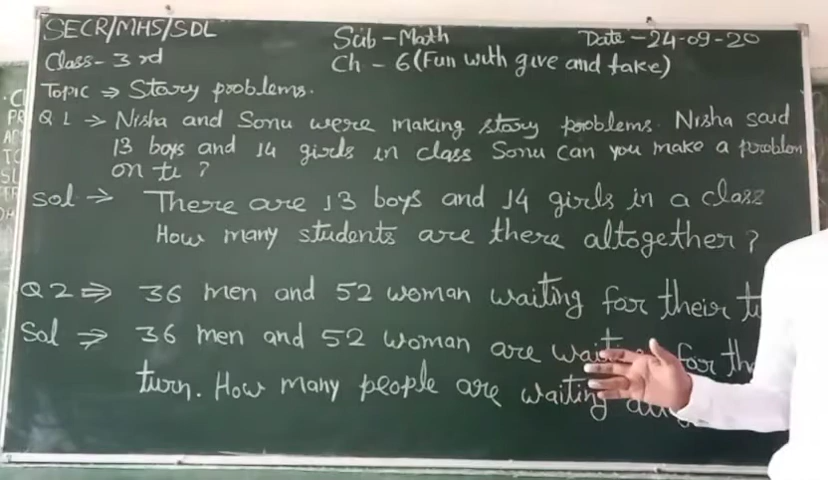 SECR/MHS/SDL
Sub - Math
Date - 24-09-20
Class - 3rd
Ch - 6 (Fun with give and take)
Topic ⇒ Story problems.
Q 1 → Nisha and Sonu were making story problems. Nisha said
13 boys and 14 girls in class Sonu can you make a problem
on ti ?
Sol → There are 13 boys and 14 girls in a class
How many students are there altogether ?
Q 2 ⇒ 36 men and 52 woman waiting for their
Sol ⇒ 36 men and 52 woman are for
turn. How many people are waiting